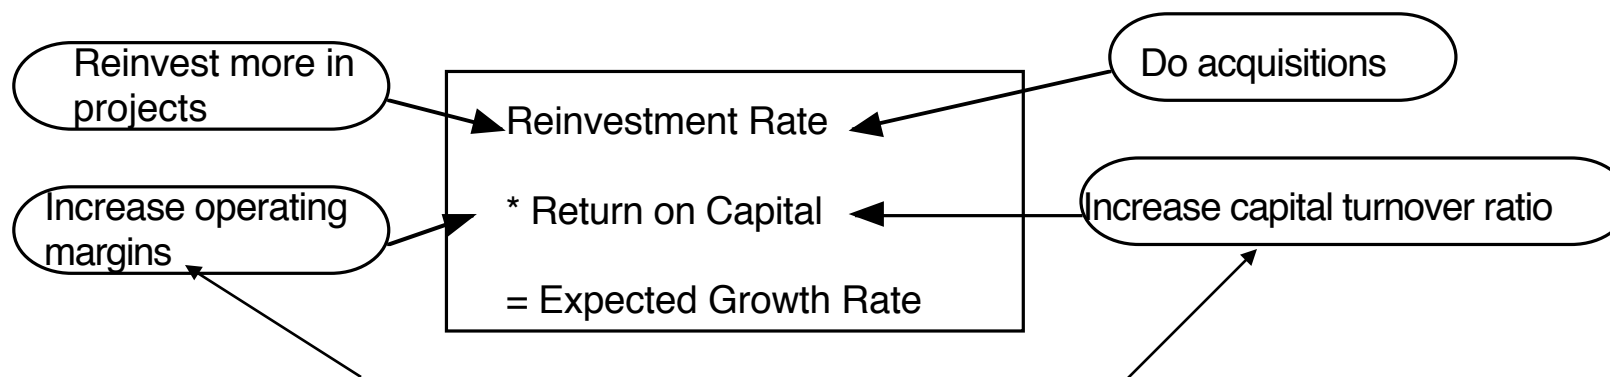 Reinvest more in
projects
Do acquisitions
Reinvestment Rate
Increase operating
margins
* Return on Capital
Increase capital turnover ratio
= Expected Growth Rate